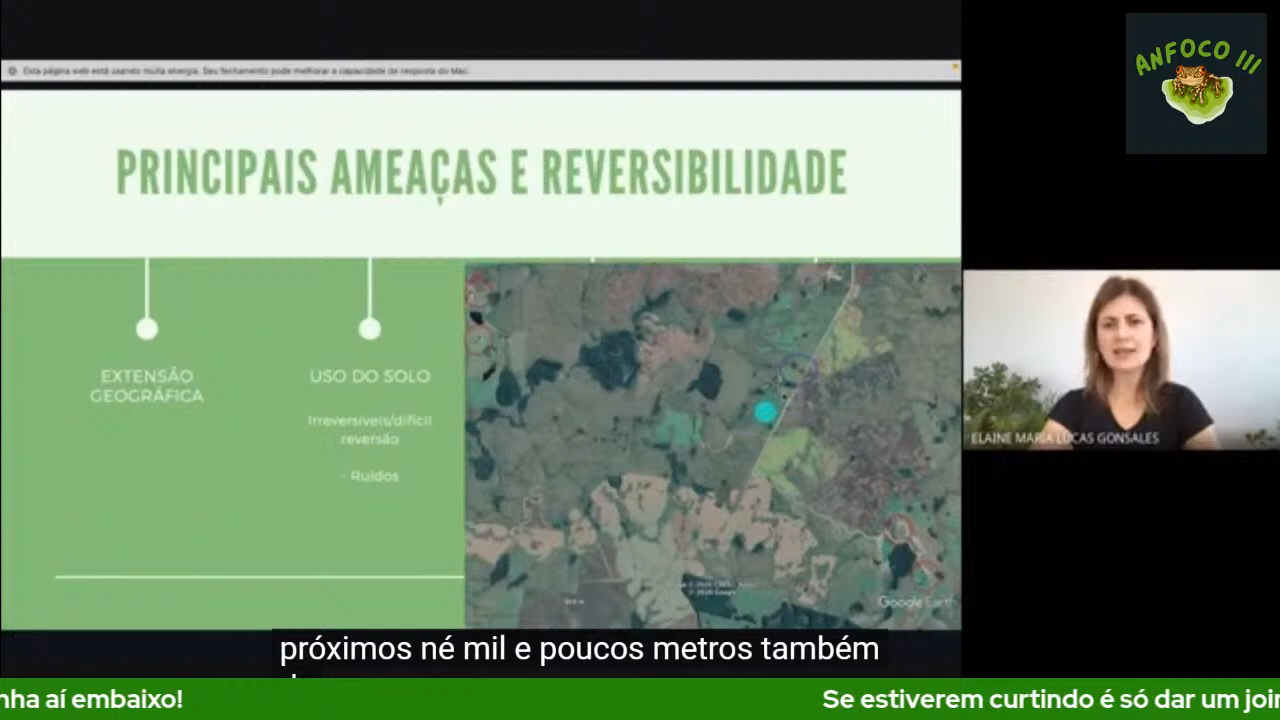 ANFOCO III
Esta página web está usando muita energia. Seu fechamento pode melhorar a capacidade de resposta do Mac.
PRINCIPAIS AMEAÇAS E REVERSIBILIDADE
EXTENSÃO
GEOGRÁFICA
USO DO SOLO
Irreversíveis/difícil
reversão
- Ruídos
Google Earth
ELAINE MARIA LUCAS GONSALES
próximos né mil e poucos metros também
nha aí embaixo!
Se estiverem curtindo é só dar um join